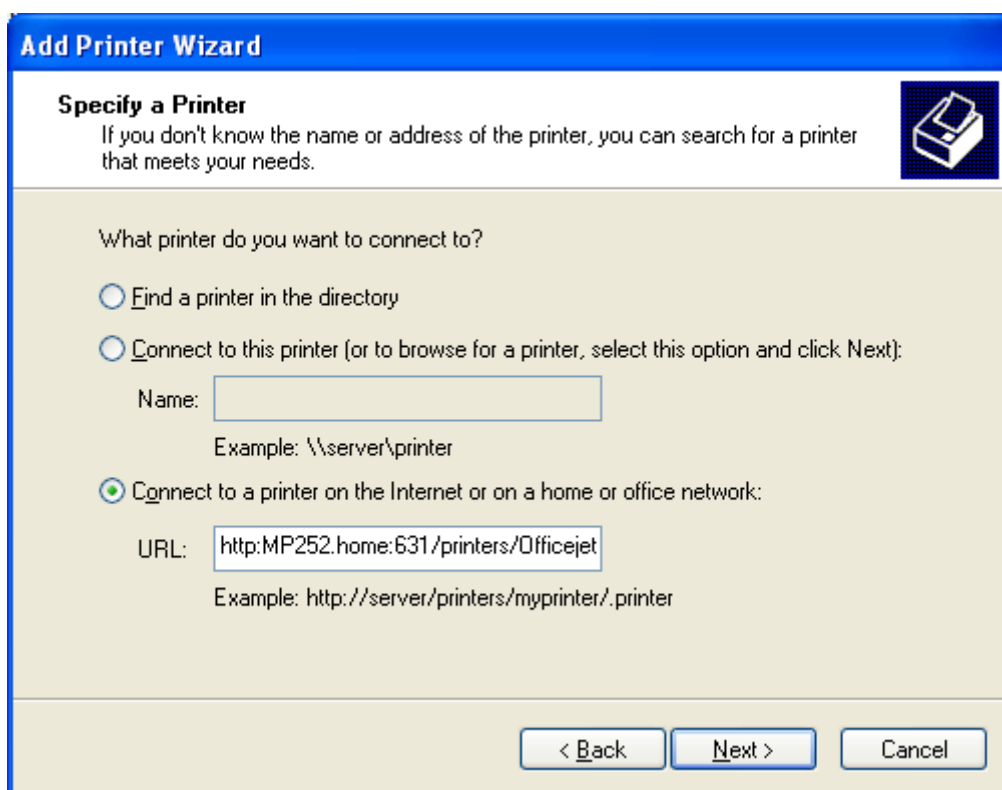 Add Printer Wizard
Specify a Printer
If you don't know the name or address of the printer, you can search for a printer
that meets your needs.
What printer do you want to connect to?
Find a printer in the directory
Connect to this printer (or to browse for a printer, select this option and click Next):
Name:
Example: \\server\printer
Connect to a printer on the Internet or on a home or office network:
URL: http:MP252.home:631/printers/Officejet
Example: http://server/printers/myprinter/.printer
< Back Next > Cancel